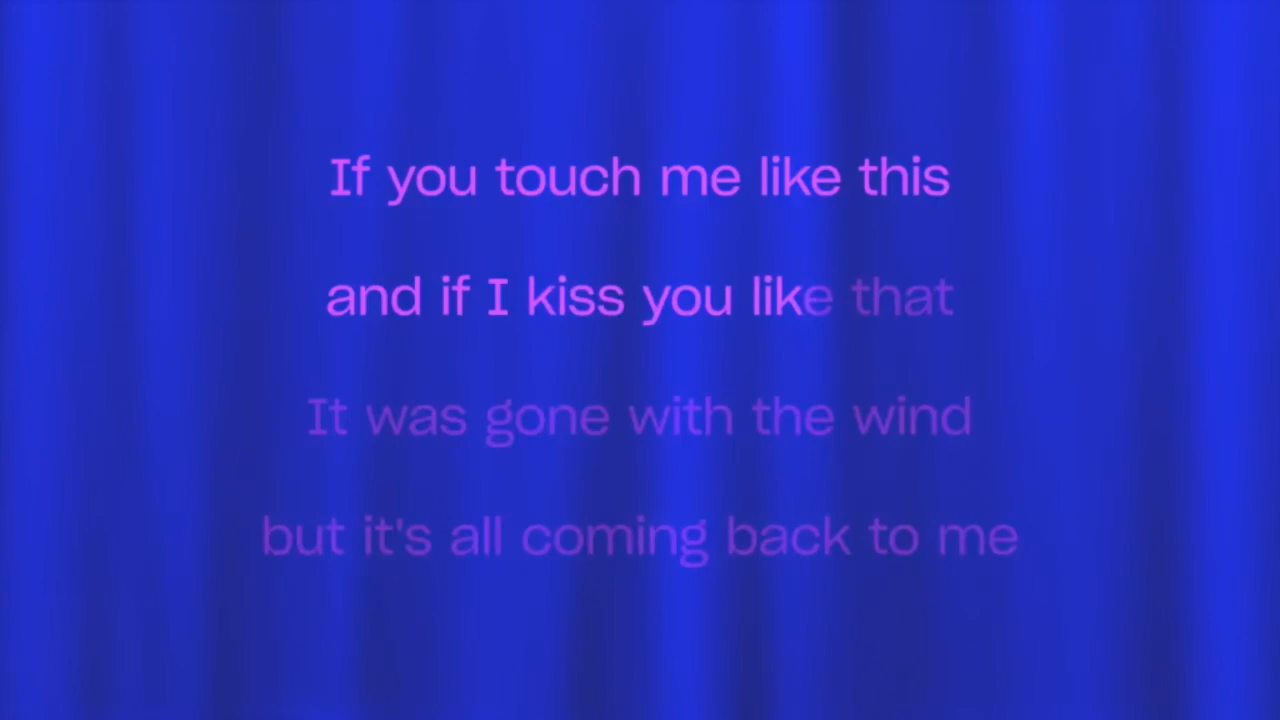 If you touch me like this
and if I kiss you like that
It was gone with the wind
but it's all coming back to me